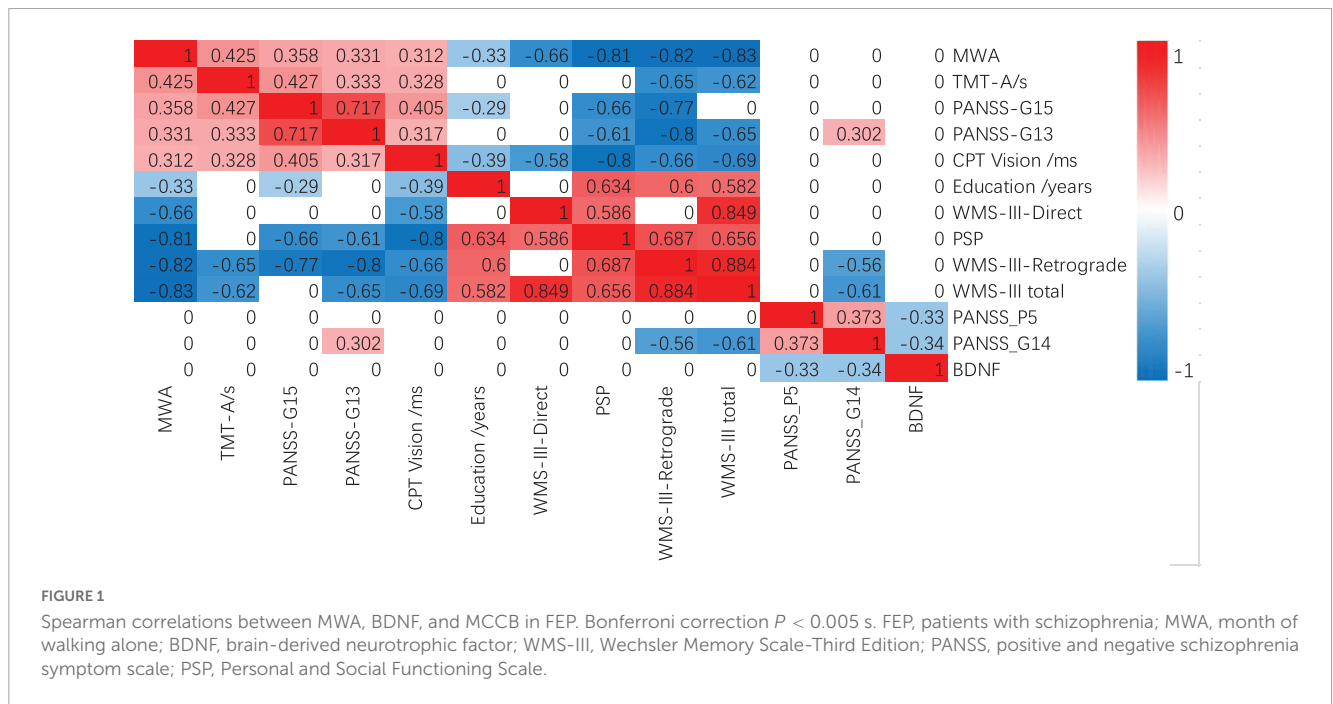 1 0.425 0.358 0.331 0.312 -0.33 -0.66 -0.81 -0.82 -0.83 0 0 0 MWA
0.425 1 0.427 0.333 0.328 0 0 0 -0.65 -0.62 0 0 0 TMT-A/s
0.358 0.427 1 0.717 0.405 -0.29 0 -0.66 -0.77 0 0 0 0 PANSS-G15
0.331 0.333 0.717 1 0.317 0 0 -0.61 -0.8 -0.65 0 0.302 0 PANSS-G13
0.312 0.328 0.405 0.317 1 -0.39 -0.58 -0.8 -0.66 -0.69 0 0 0 CPT Vision /ms
-0.33 0 -0.29 0 -0.39 1 0 0.634 0.6 0.582 0 0 0 Education /years
-0.66 0 0 0 -0.58 0 1 0.586 0 0.849 0 0 0 WMS-III-Direct
-0.81 0 -0.66 -0.61 -0.8 0.634 0.586 1 0.687 0.656 0 0 0 PSP
-0.82 -0.65 -0.77 -0.8 -0.66 0.6 0 0.687 1 0.884 0 -0.56 0 WMS-III-Retrograde
-0.83 -0.62 0 -0.65 -0.69 0.582 0.849 0.656 0.884 1 0 -0.61 0 WMS-III total
0 0 0 0 0 0 0 0 0 0 1 0.373 -0.33 PANSS_P5
0 0 0 0.302 0 0 0 0 -0.56 -0.61 0.373 1 -0.34 PANSS_G14
0 0 0 0 0 0 0 0 0 0 -0.33 -0.34 1 BDNF
1
0
-1
MWA
TMT-A/s
PANSS-G15
PANSS-G13
CPT Vision /ms
Education /years
WMS-III-Direct
PSP
WMS-III-Retrograde
WMS-III total
PANSS_P5
PANSS_G14
BDNF
FIGURE 1
Spearman correlations between MWA, BDNF, and MCCB in FEP. Bonferroni correction P < 0.005 s. FEP, patients with schizophrenia; MWA, month of
walking alone; BDNF, brain-derived neurotrophic factor; WMS-III, Wechsler Memory Scale-Third Edition; PANSS, positive and negative schizophrenia
symptom scale; PSP, Personal and Social Functioning Scale.